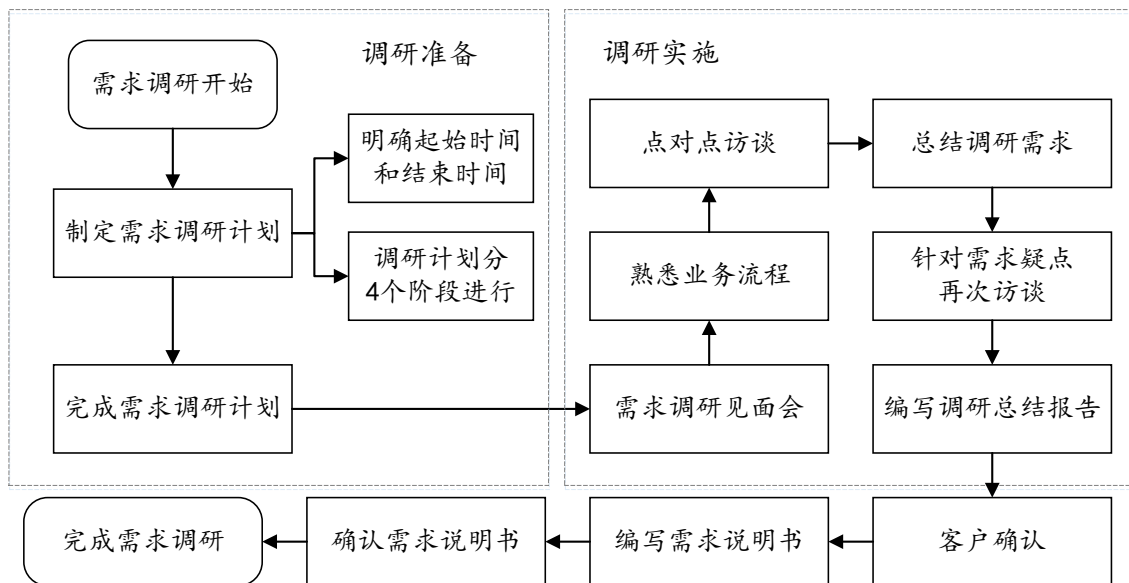 调研准备
需求调研开始
明确起始时间
和结束时间
制定需求调研计划
调研计划分
4个阶段进行
完成需求调研计划
调研实施
点对点访谈
总结调研需求
熟悉业务流程
针对需求疑点
再次访谈
需求调研见面会
编写调研总结报告
完成需求调研
确认需求说明书
编写需求说明书
客户确认